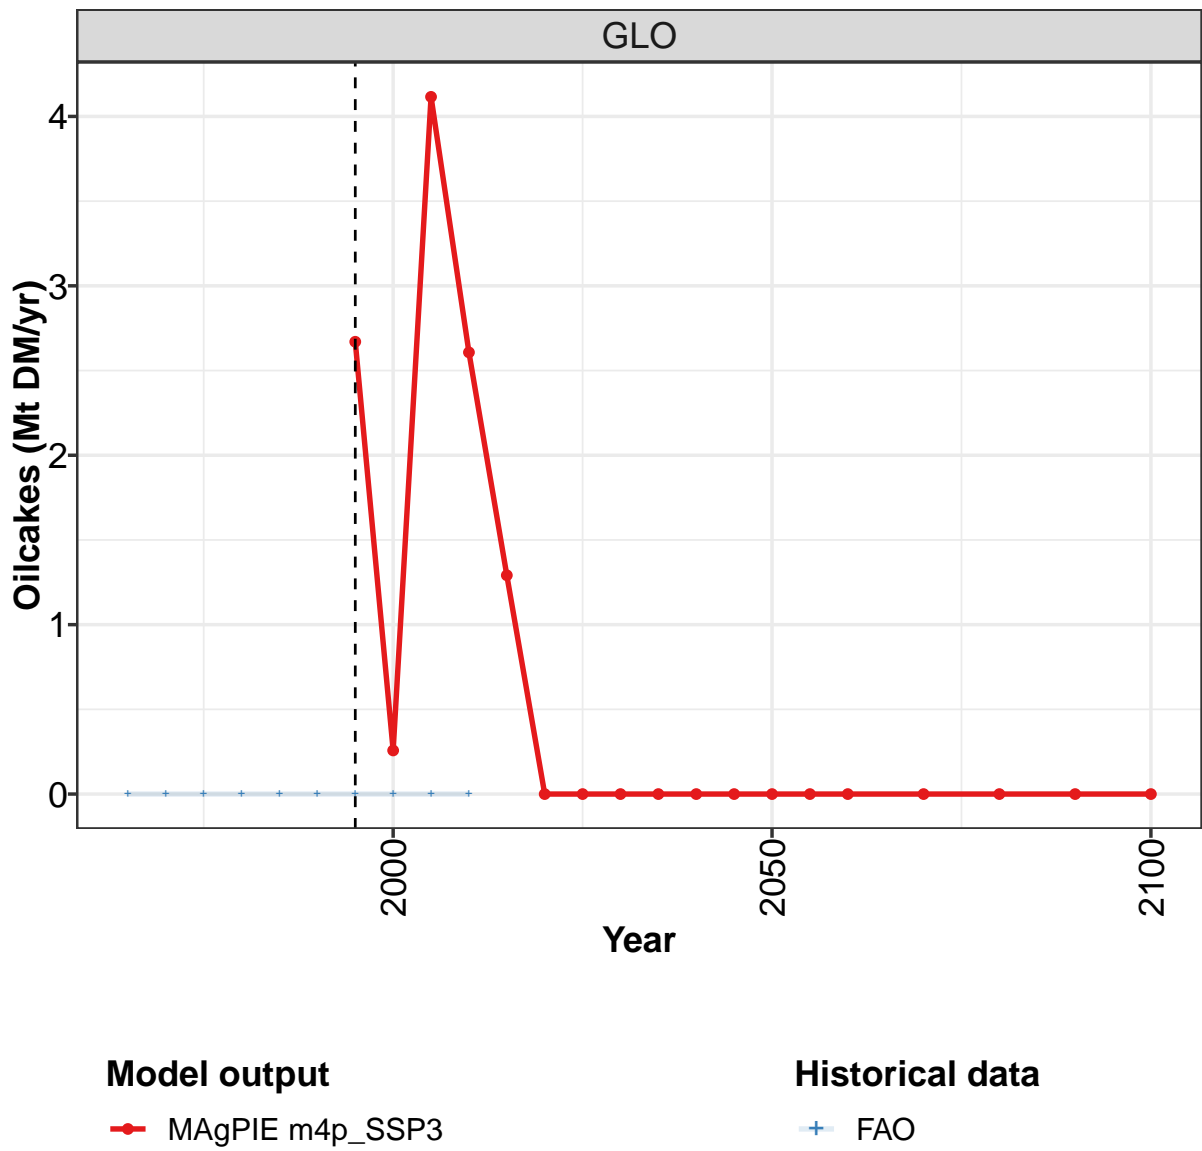 GLO
Oilcakes (Mt DM/yr)
4
3
2
1
0
2000
2050
2100
Year
Model output
MAgPIE m4p_SSP3
Historical data
FAO